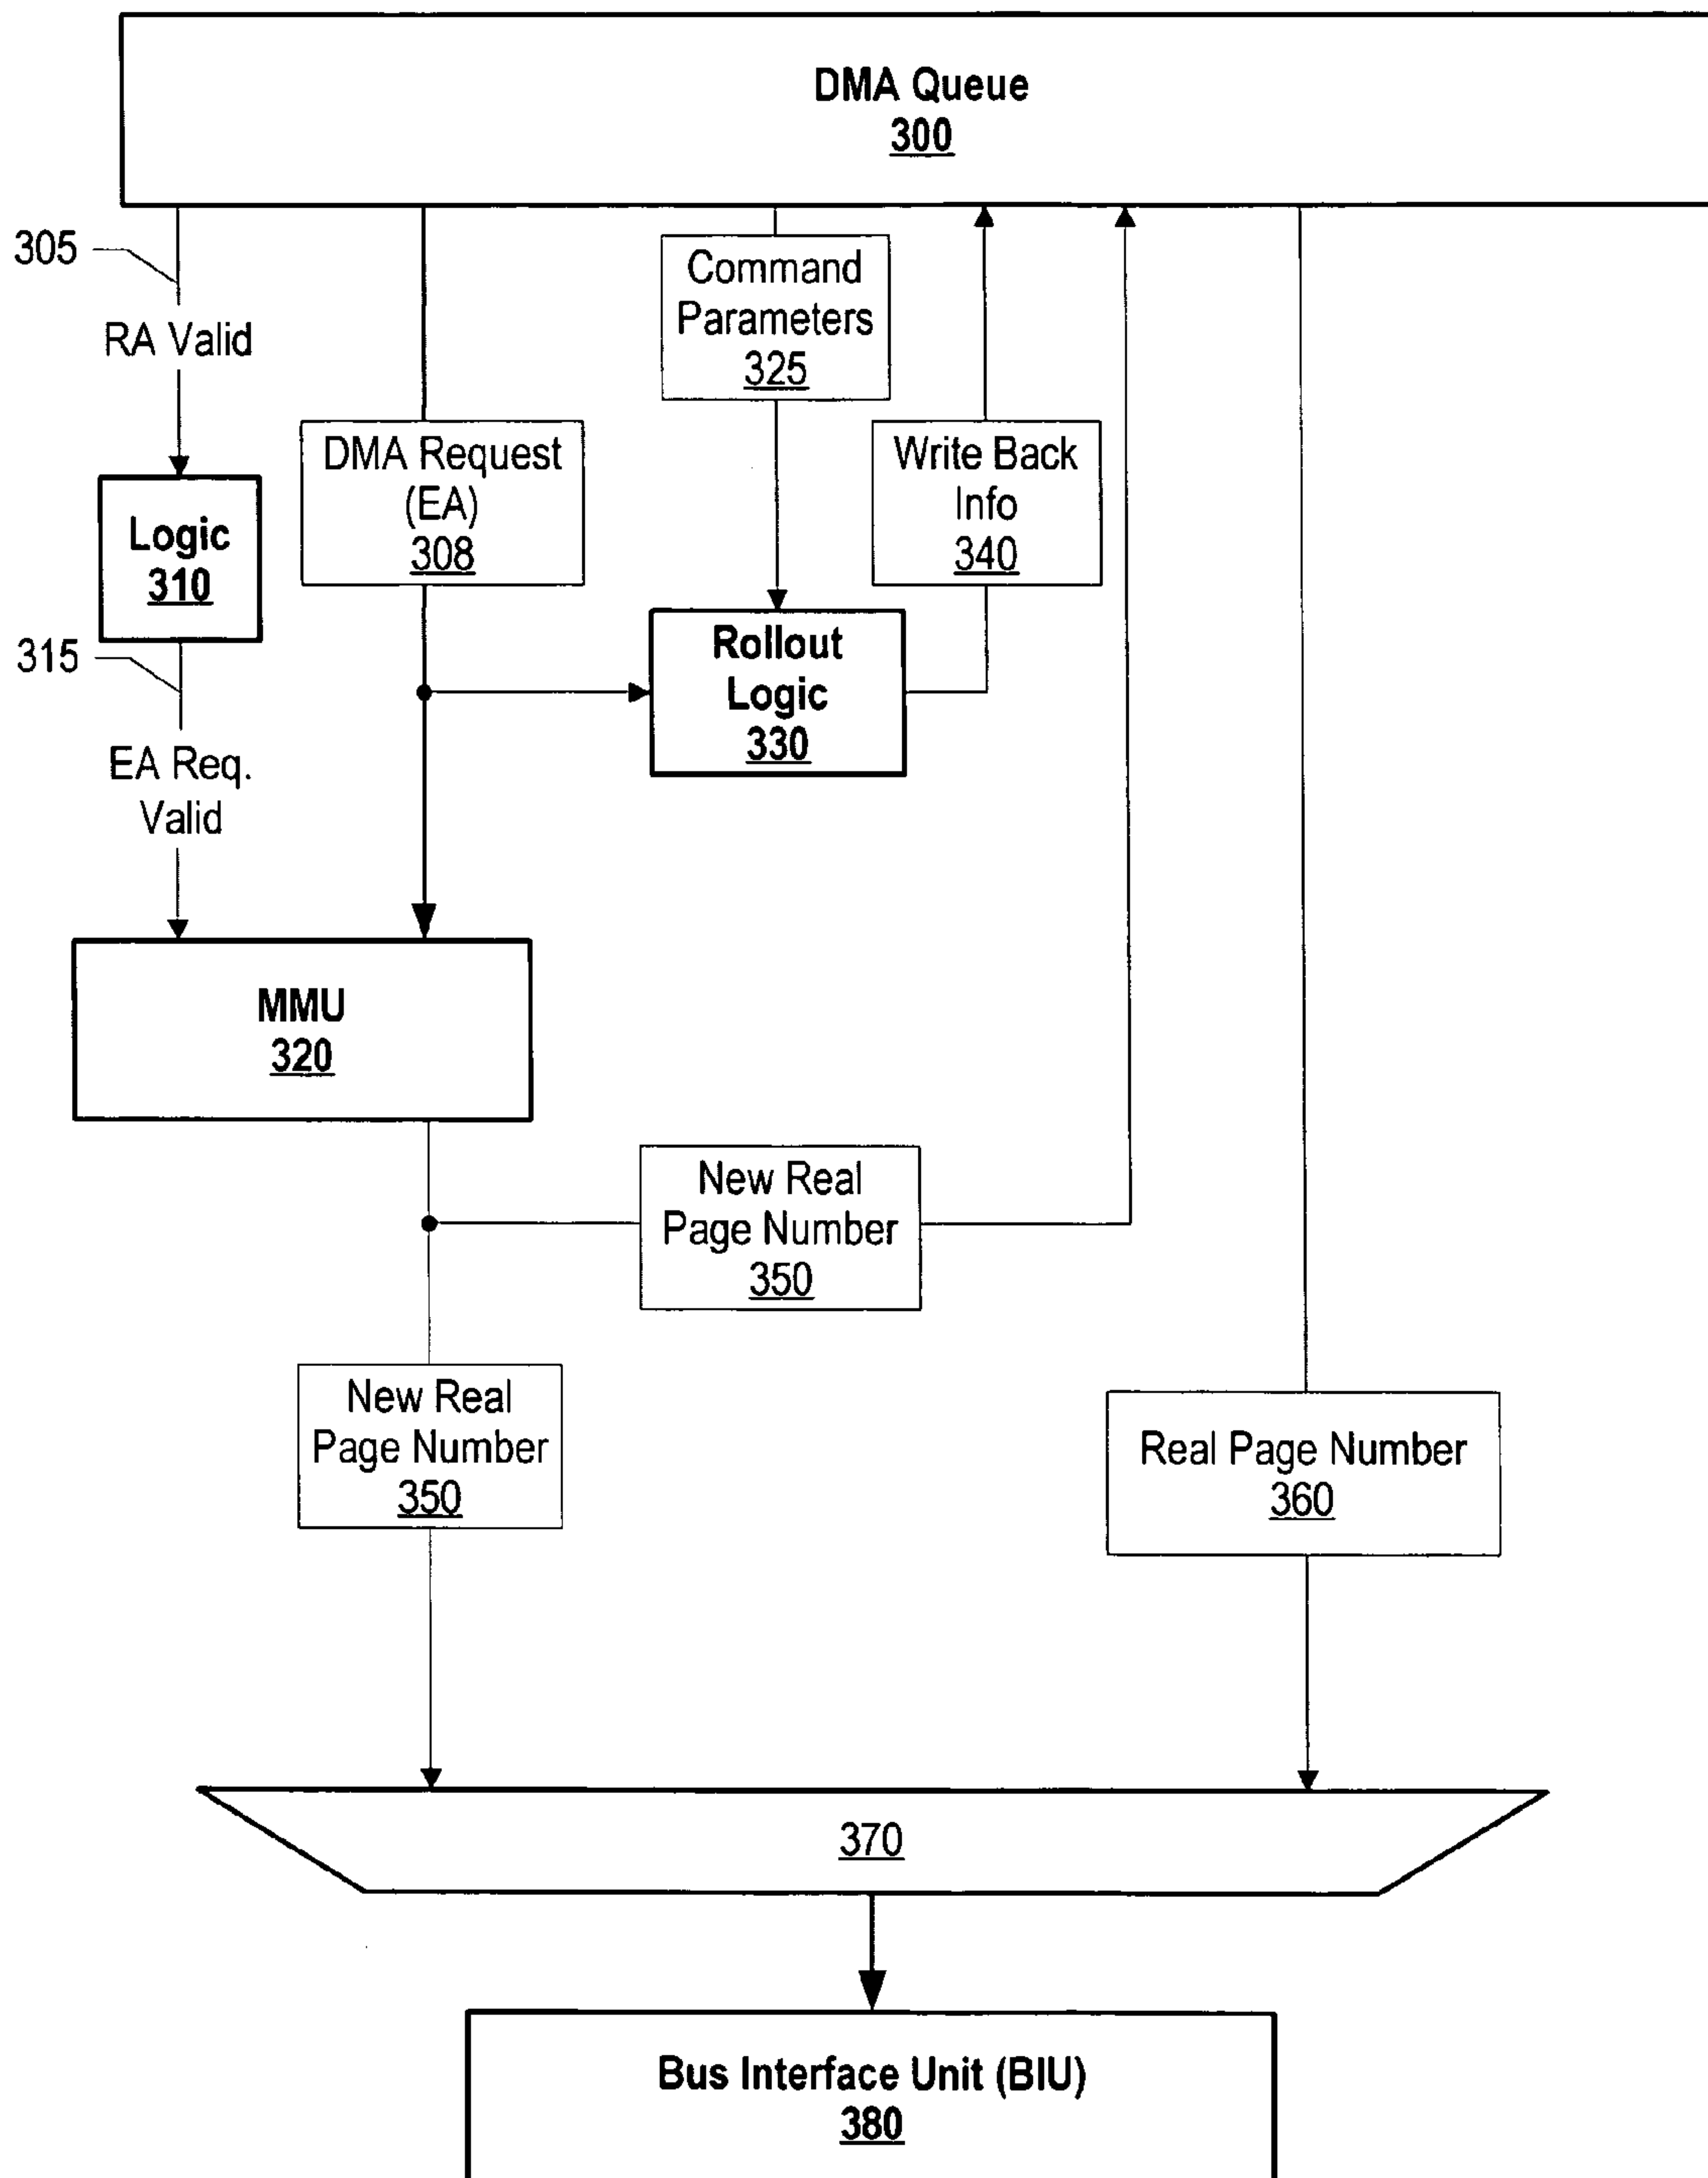 DMA Queue
300
305
RA Valid
Command
Parameters
325
DMA Request
(EA)
308
Write Back
Info
340
Logic
310
315
EA Req.
Valid
Rollout
Logic
330
MMU
320
New Real
Page Number
350
New Real
Page Number
350
Real Page Number
360
370
Bus Interface Unit (BIU)
380